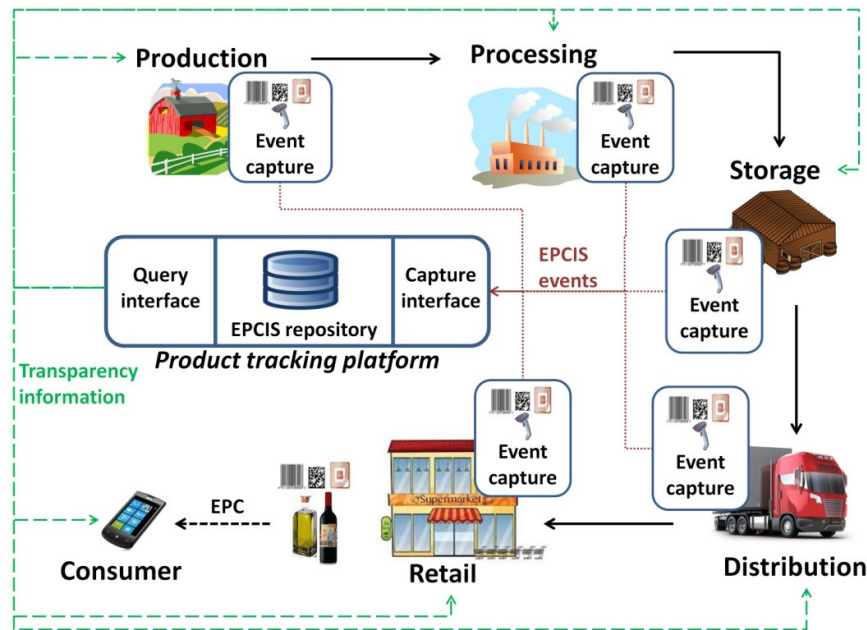 Production
Processing
Event
capture
Event
capture
Storage
Query
interface
EPCIS repository
Capture
interface
EPCIS
events
Event
capture
Product tracking platform
Transparency
information
Event
capture
Event
capture
Supermarket
EPC
Consumer
Retail
Distribution